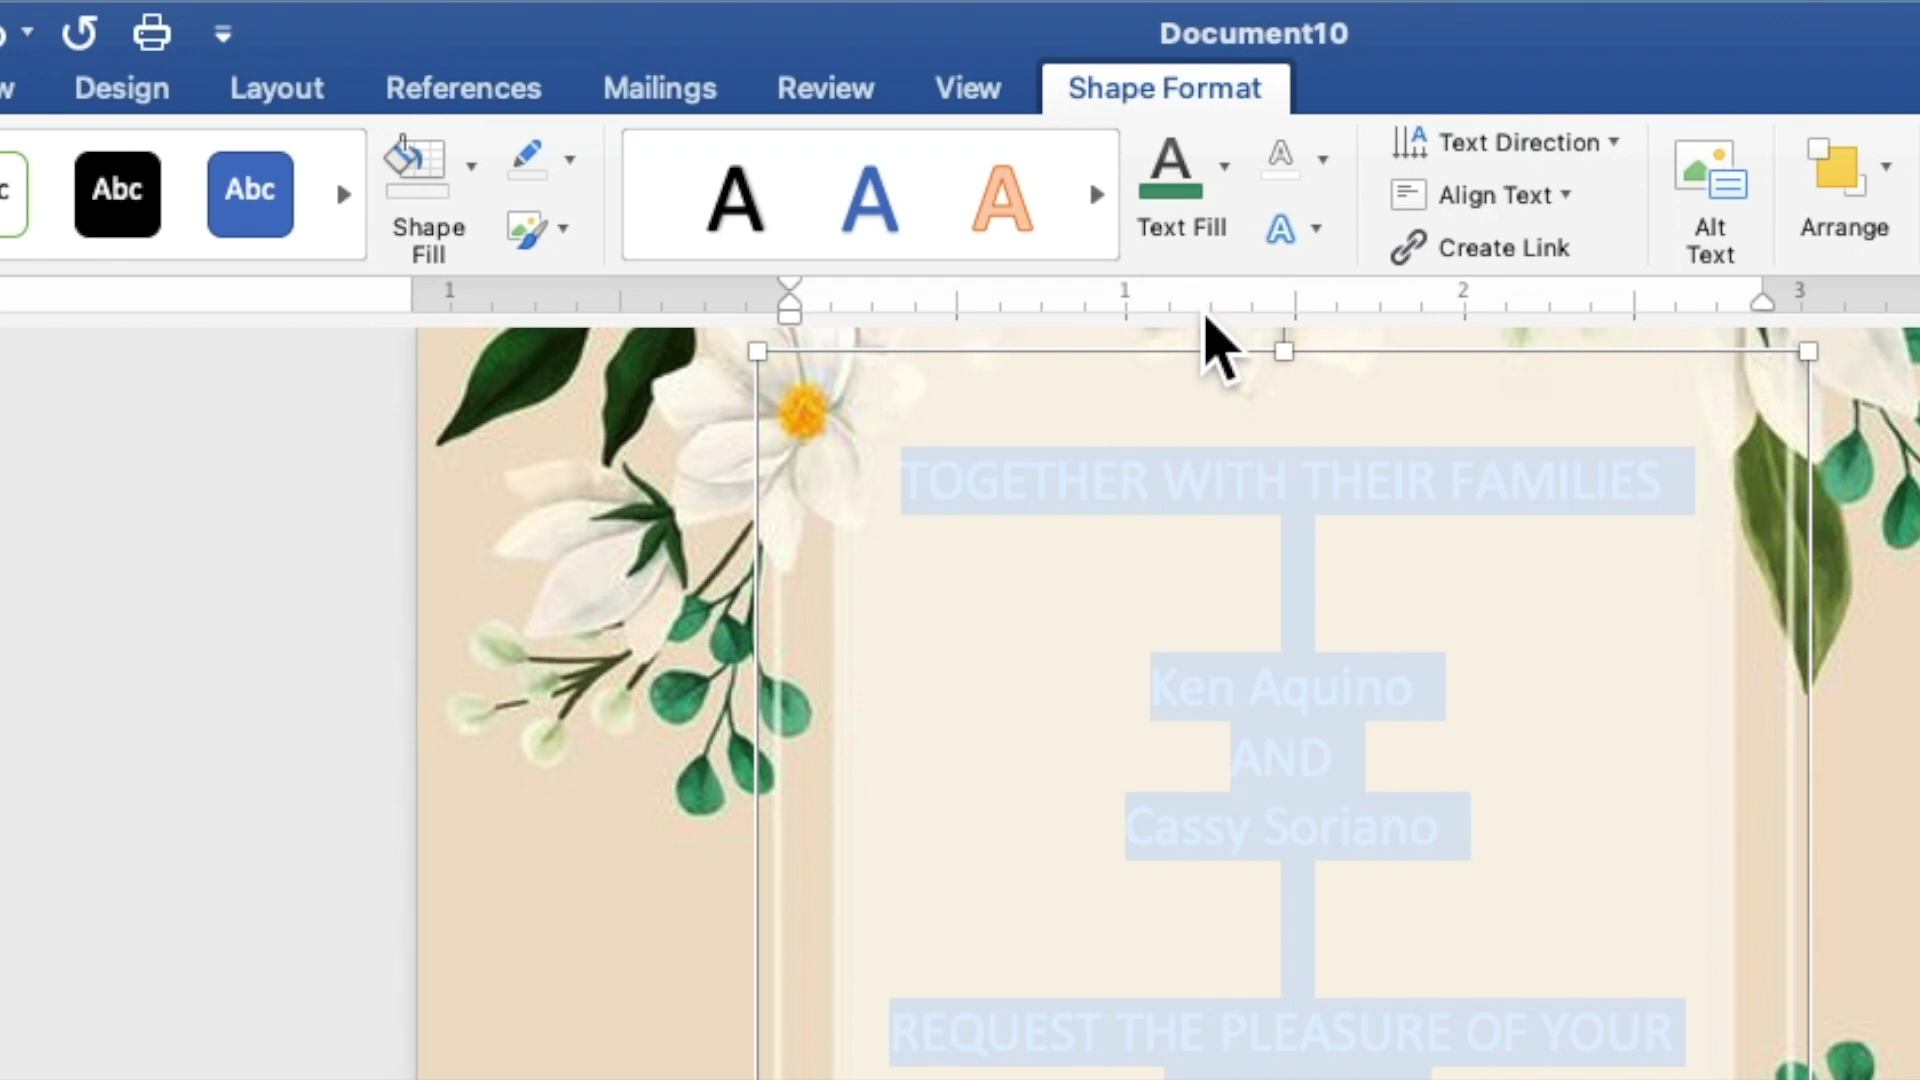 Document10
w Design Layout References Mailings Review View Shape Format
c Abc Abc
Shape Fill
A A A
A Text Fill
A
A
Text Direction
Align Text
Create Link
Alt Text
Arrange
1 1 2 3
TOGETHER WITH THEIR FAMILIES
Ken Aquino
AND
Cassy Soriano
REQUEST THE PLEASURE OF YOUR